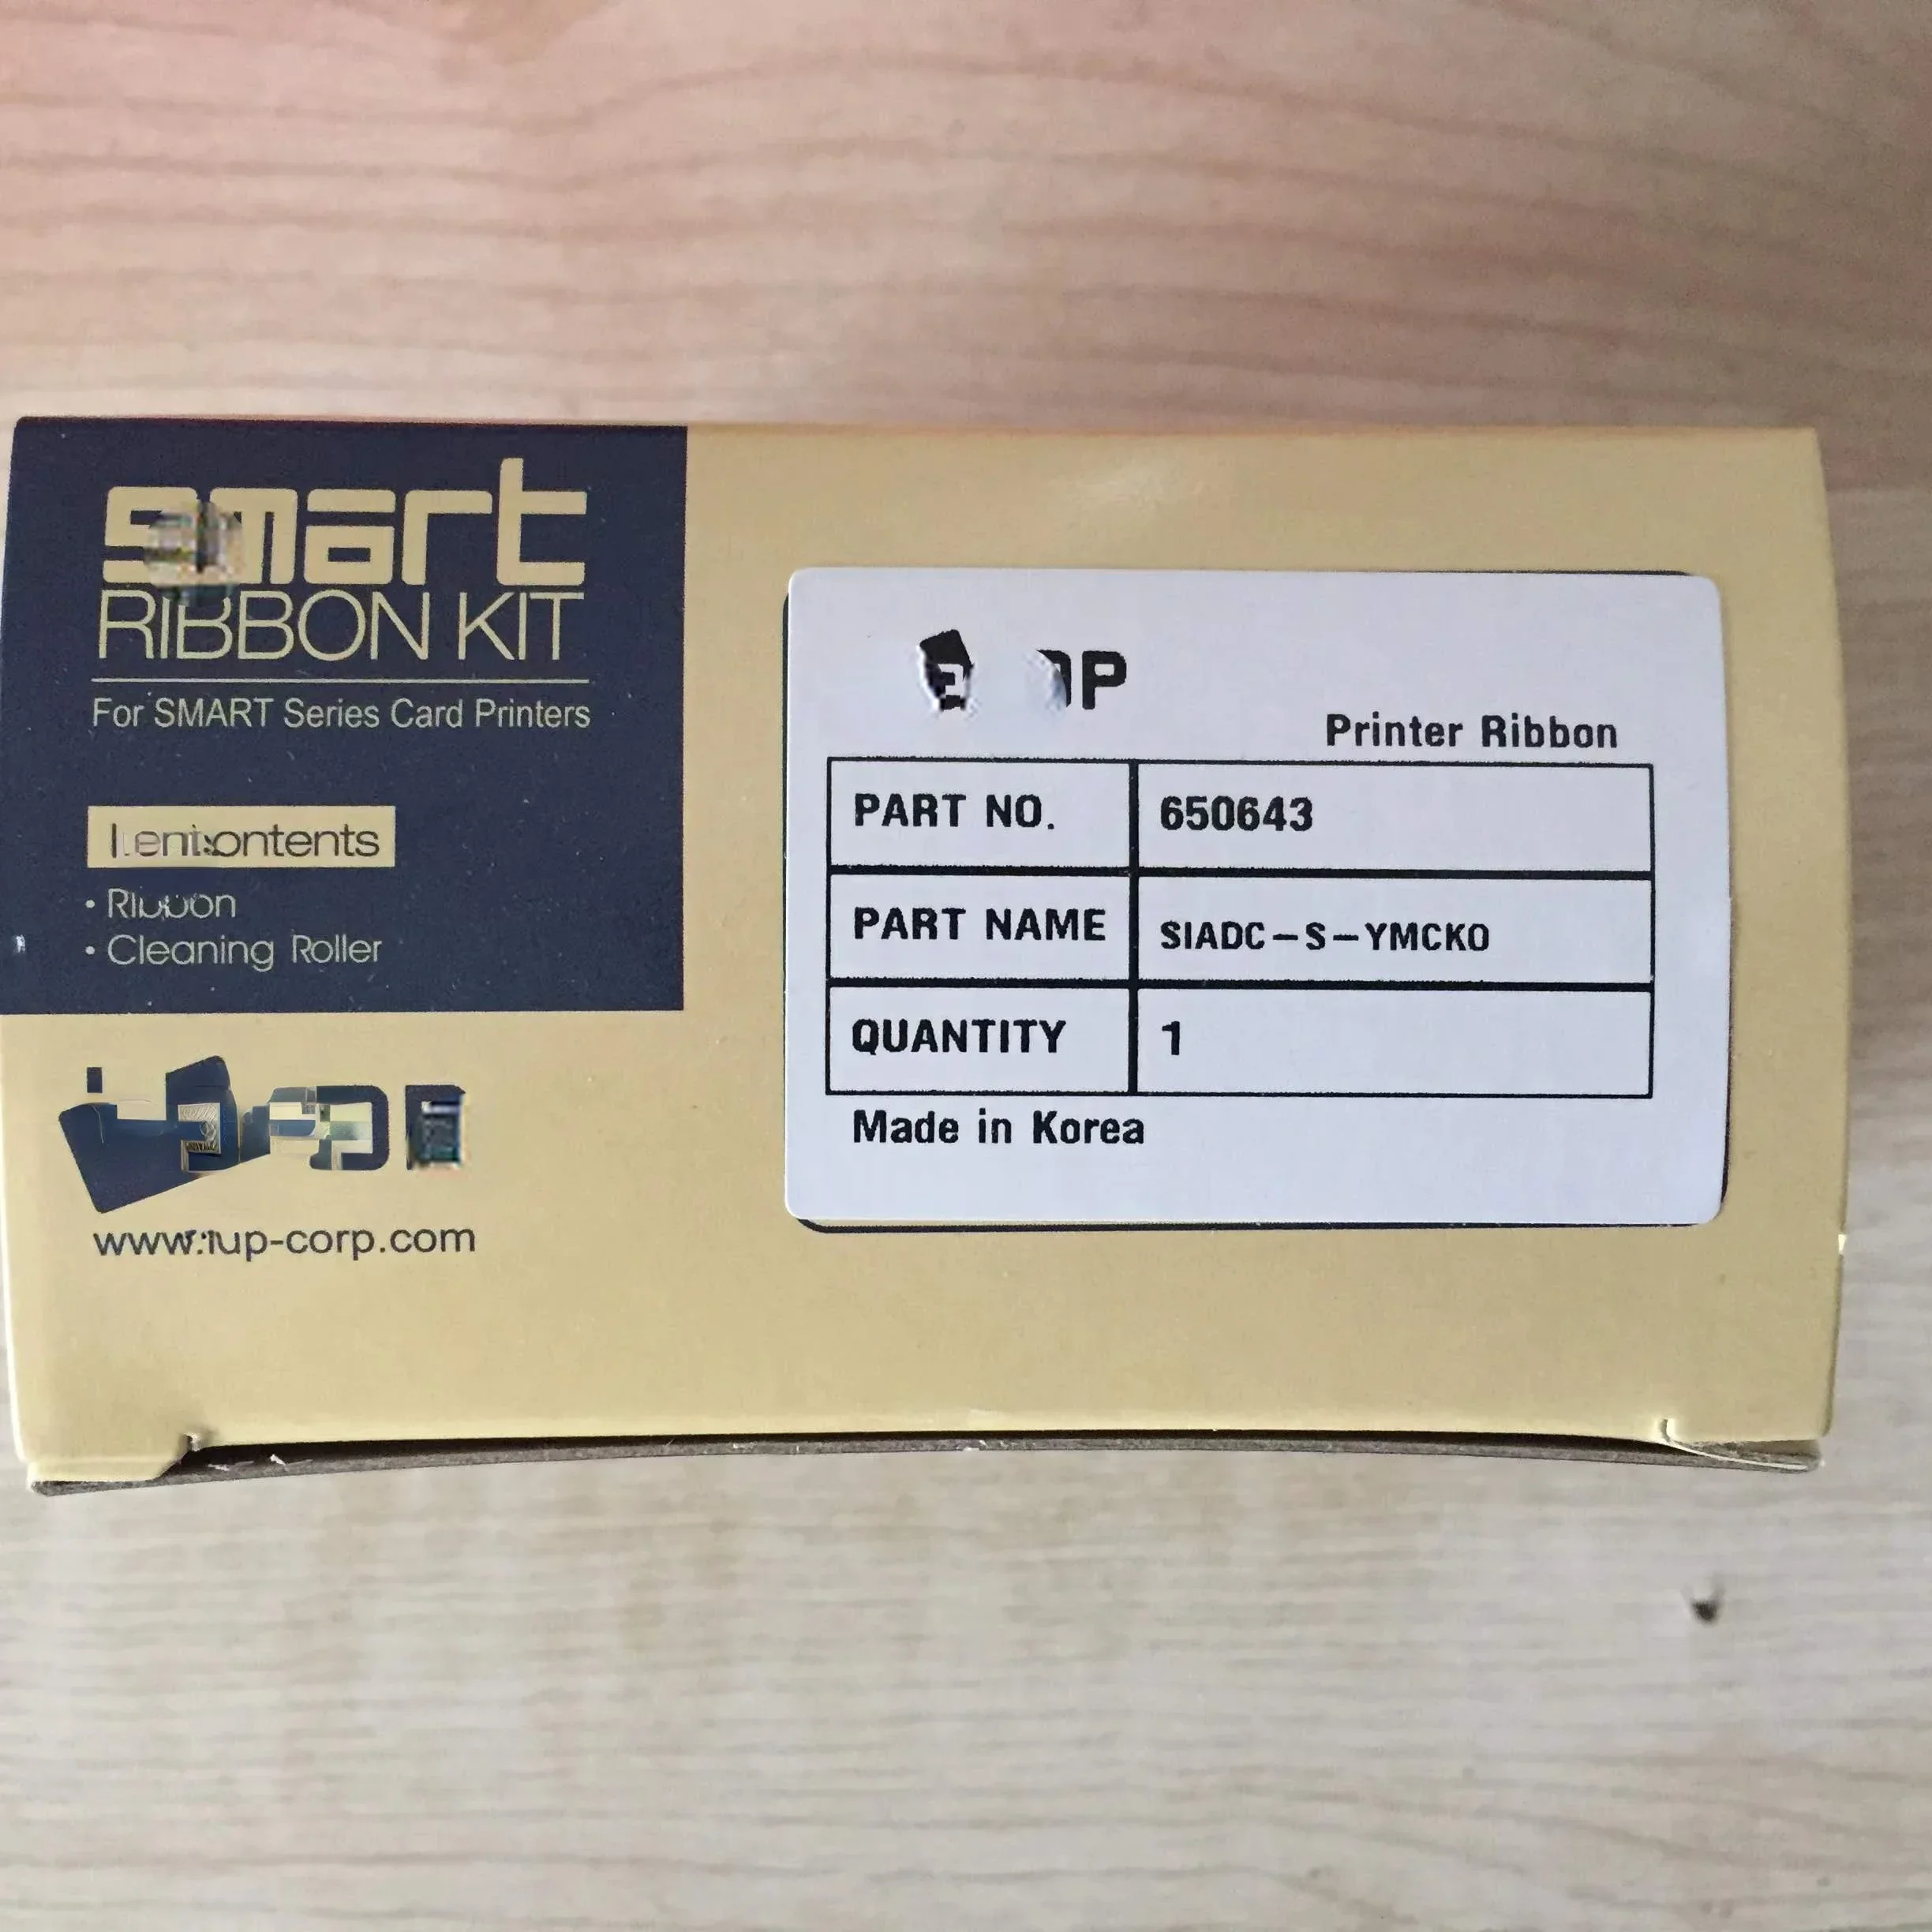 smart
RIBBON KIT
For SMART Series Card Printers
• Cleaning Roller
Printer Ribbon
PART NO. 650643
PART NAME SIADC-S-YMCKO
QUANTITY 1
Made in Korea